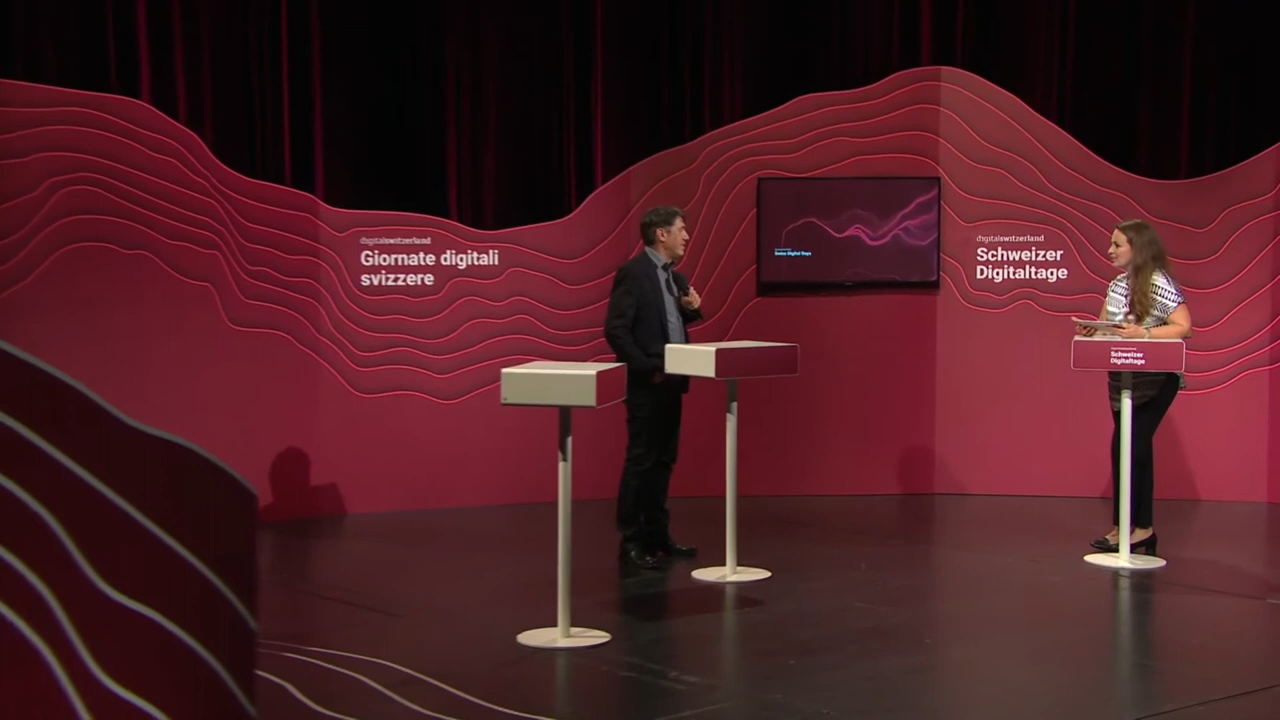 digitalswitzerland
Giornate digitali
svizzere
Swiss Digital Days
digitalswitzerland
Schweizer
Digitaltage
Schweizer
Digitaltage